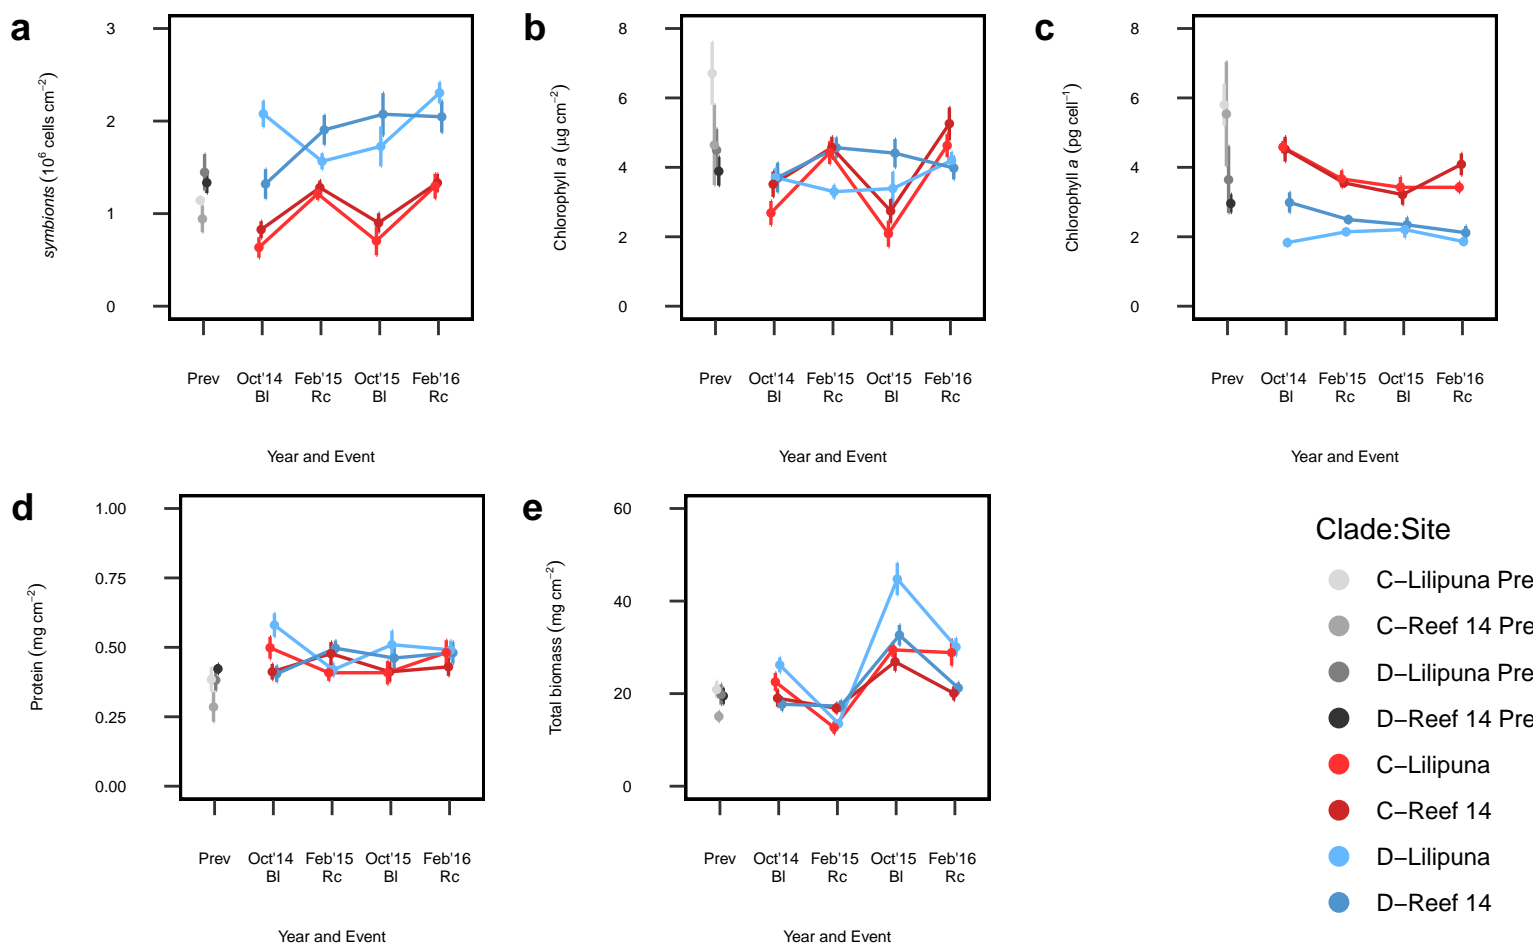 a
symbionts (10⁶ cells cm⁻²)
3
2
1
0
Prev
Oct'14
Bl
Feb'15
Rc
Oct'15
Bl
Feb'16
Rc
Year and Event
b
Chlorophyll a (µg cm⁻²)
8
6
4
2
0
Prev
Oct'14
Bl
Feb'15
Rc
Oct'15
Bl
Feb'16
Rc
Year and Event
c
Chlorophyll a (pg cell⁻¹)
8
6
4
2
0
Prev
Oct'14
Bl
Feb'15
Rc
Oct'15
Bl
Feb'16
Rc
Year and Event
d
Protein (mg cm⁻²)
1.00
0.75
0.50
0.25
0.00
Prev
Oct'14
Bl
Feb'15
Rc
Oct'15
Bl
Feb'16
Rc
Year and Event
e
Total biomass (mg cm⁻²)
60
40
20
0
Prev
Oct'14
Bl
Feb'15
Rc
Oct'15
Bl
Feb'16
Rc
Year and Event
Clade:Site
C−Lilipuna Pre
C−Reef 14 Pre
D−Lilipuna Pre
D−Reef 14 Pre
C−Lilipuna
C−Reef 14
D−Lilipuna
D−Reef 14